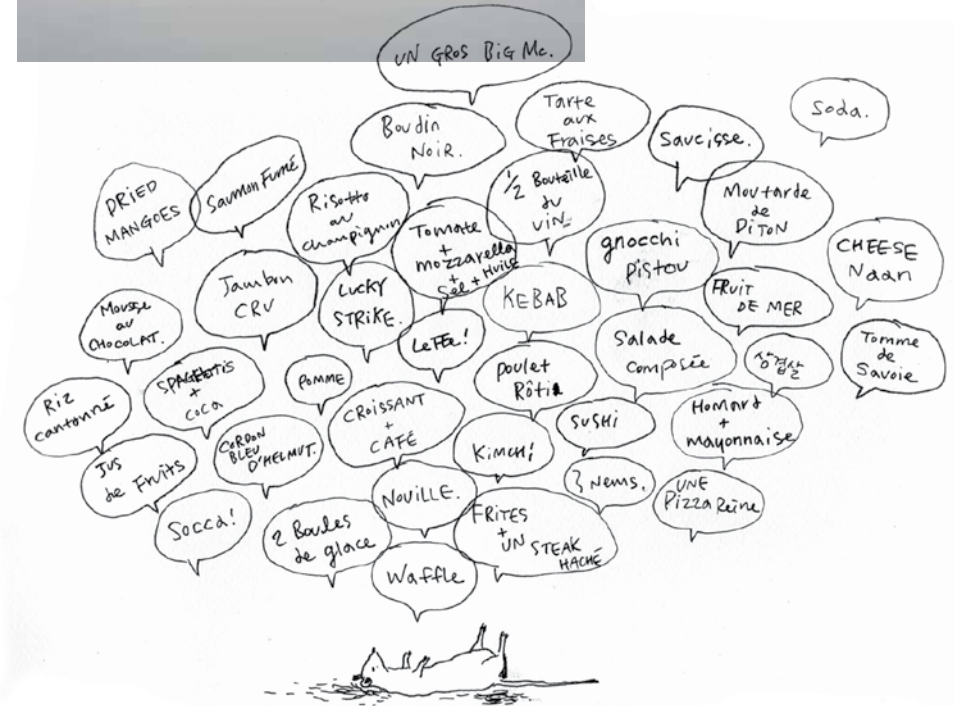 UN GROS BiG Mc.
Boudin
NOIR.
Tarte
aux
Fraises
Saucisse.
Soda.
DRIED
MANGOES
Saumon Fumé
Risotto
au
champignon
1/2 Bouteille
du
VIN
Moutarde
de
DiTON
Tomate
+
mozzarella
+
Sel + HUILE
gnocchi
pistou
CHEESE
Naan
Jambon
CRU
LUCKY
STRIKE.
KEBAB
FRUIT
DE MER
Mousse
au
CHOCOLAT.
LeFFe!
Salade
composée
상겹살
Tomme
de
Savoie
Riz
cantonné
SPAGHETTIS
+
coca
POMME
CROISSANT
+
CAFÉ
poulet
Rôti
SUSHI
Homard
+
mayonnaise
JUS
de Fruits
CORDON
BLEU
D'HELMUT.
KiMCHi
3 Nems.
UNE
Pizza Reine
Socca!
2 Boules
de glace
NOUiLLE.
FRITES
+
UN STEAK
HACHÉ
Waffle